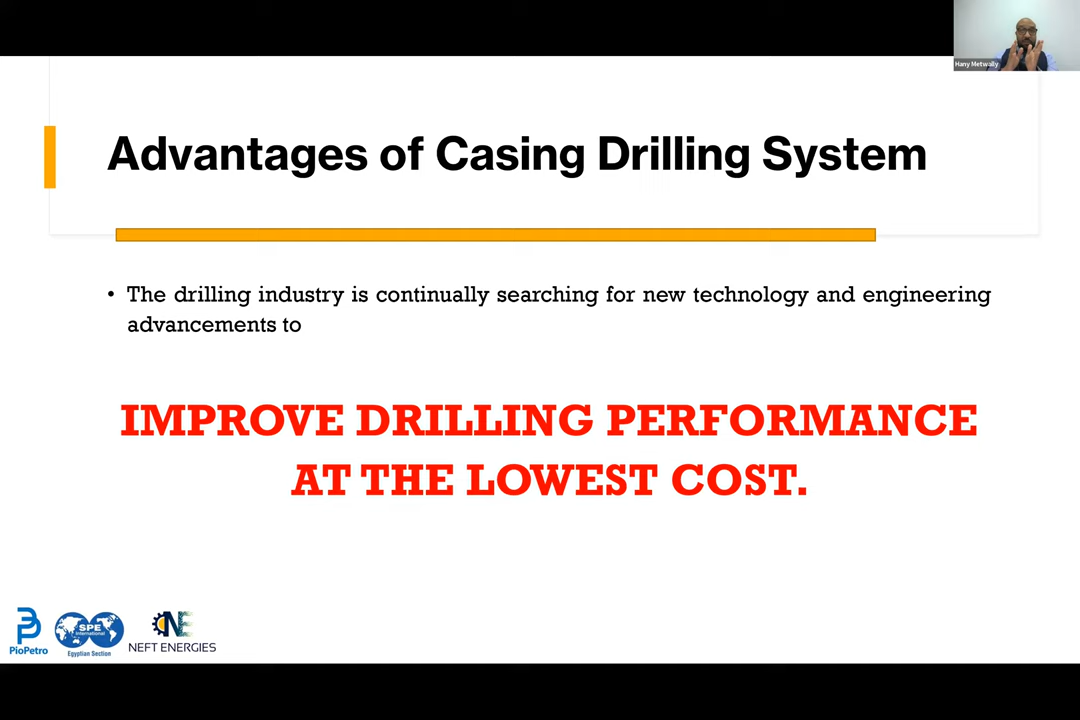 Hany Metwally
Advantages of Casing Drilling System
• The drilling industry is continually searching for new technology and engineering
advancements to
IMPROVE DRILLING PERFORMANCE
AT THE LOWEST COST.
PioPetro
SPE
International
Egyptian Section
NE
NEFT ENERGIES